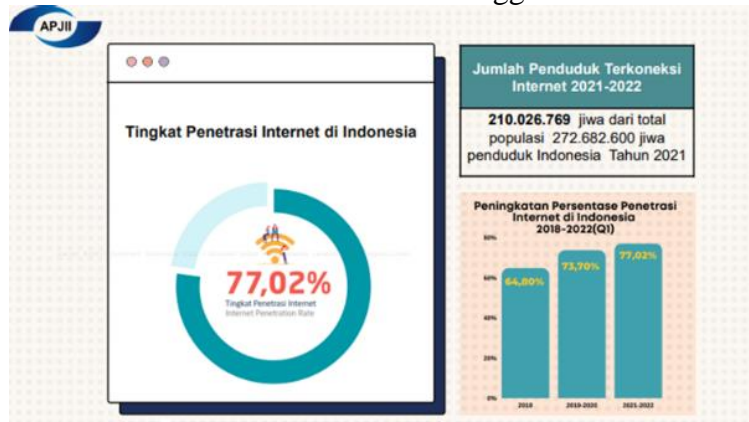 APJII
Tingkat Penetrasi Internet di Indonesia
77,02%
Tingkat Penetrasi Internet
Internet Penetration Rate
Jumlah Penduduk Terkoneksi
Internet 2021-2022
210.026.769 jiwa dari total
populasi 272.682.600 jiwa
penduduk Indonesia Tahun 2021
Peningkatan Persentase Penetrasi
Internet di Indonesia
2018-2022(Q1)
80%
60%
40%
20%
0%
64,80%
73,70%
77,02%
2018
2019-2020
2021-2022